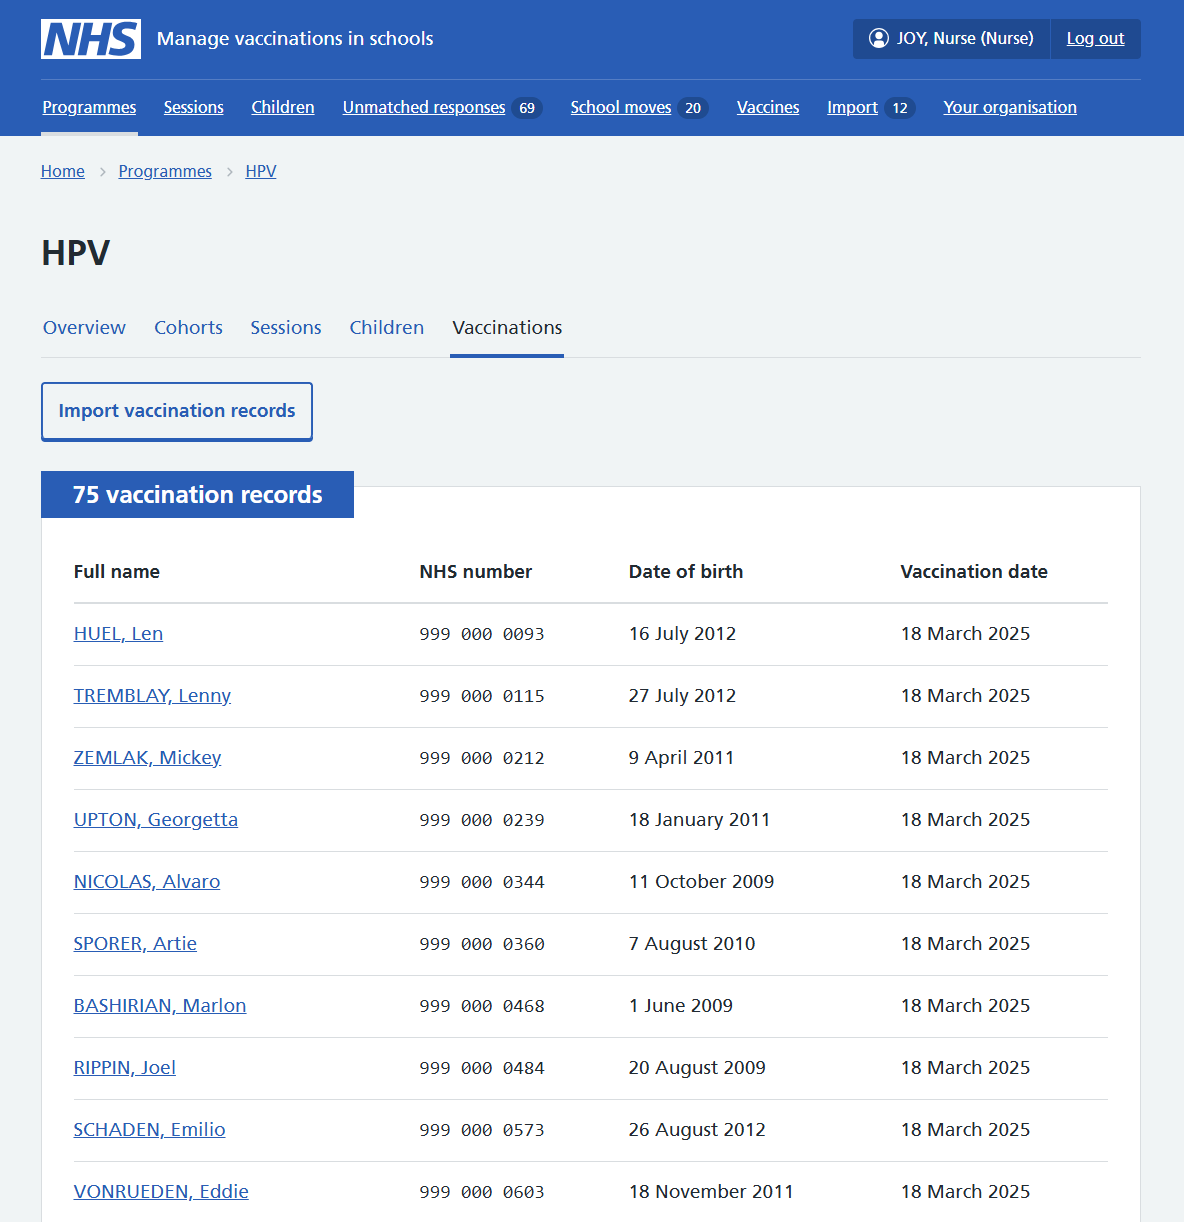 NHS Manage vaccinations in schools JOY, Nurse (Nurse) Log out
Programmes Sessions Children Unmatched responses 69 School moves 20 Vaccines Import 12 Your organisation
Home > Programmes > HPV
HPV
Overview Cohorts Sessions Children Vaccinations
Import vaccination records
75 vaccination records
Full name NHS number Date of birth Vaccination date
HUEL, Len 999 000 0093 16 July 2012 18 March 2025
TREMBLAY, Lenny 999 000 0115 27 July 2012 18 March 2025
ZEMLAK, Mickey 999 000 0212 9 April 2011 18 March 2025
UPTON, Georgetta 999 000 0239 18 January 2011 18 March 2025
NICOLAS, Alvaro 999 000 0344 11 October 2009 18 March 2025
SPORER, Artie 999 000 0360 7 August 2010 18 March 2025
BASHIRIAN, Marlon 999 000 0468 1 June 2009 18 March 2025
RIPPIN, Joel 999 000 0484 20 August 2009 18 March 2025
SCHADEN, Emilio 999 000 0573 26 August 2012 18 March 2025
VONRUEDEN, Eddie 999 000 0603 18 November 2011 18 March 2025